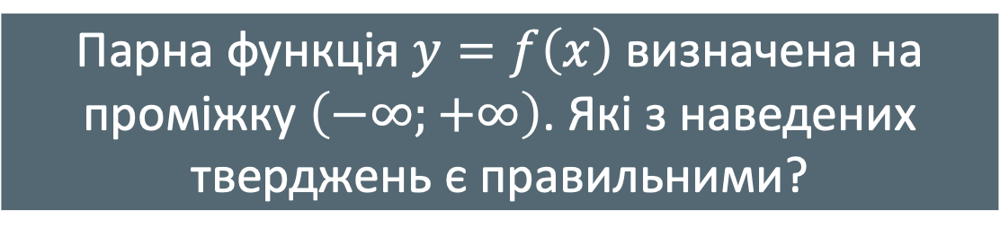 Парна функція y = f(x) визначена на
проміжку (−∞; +∞). Які з наведених
тверджень є правильними?